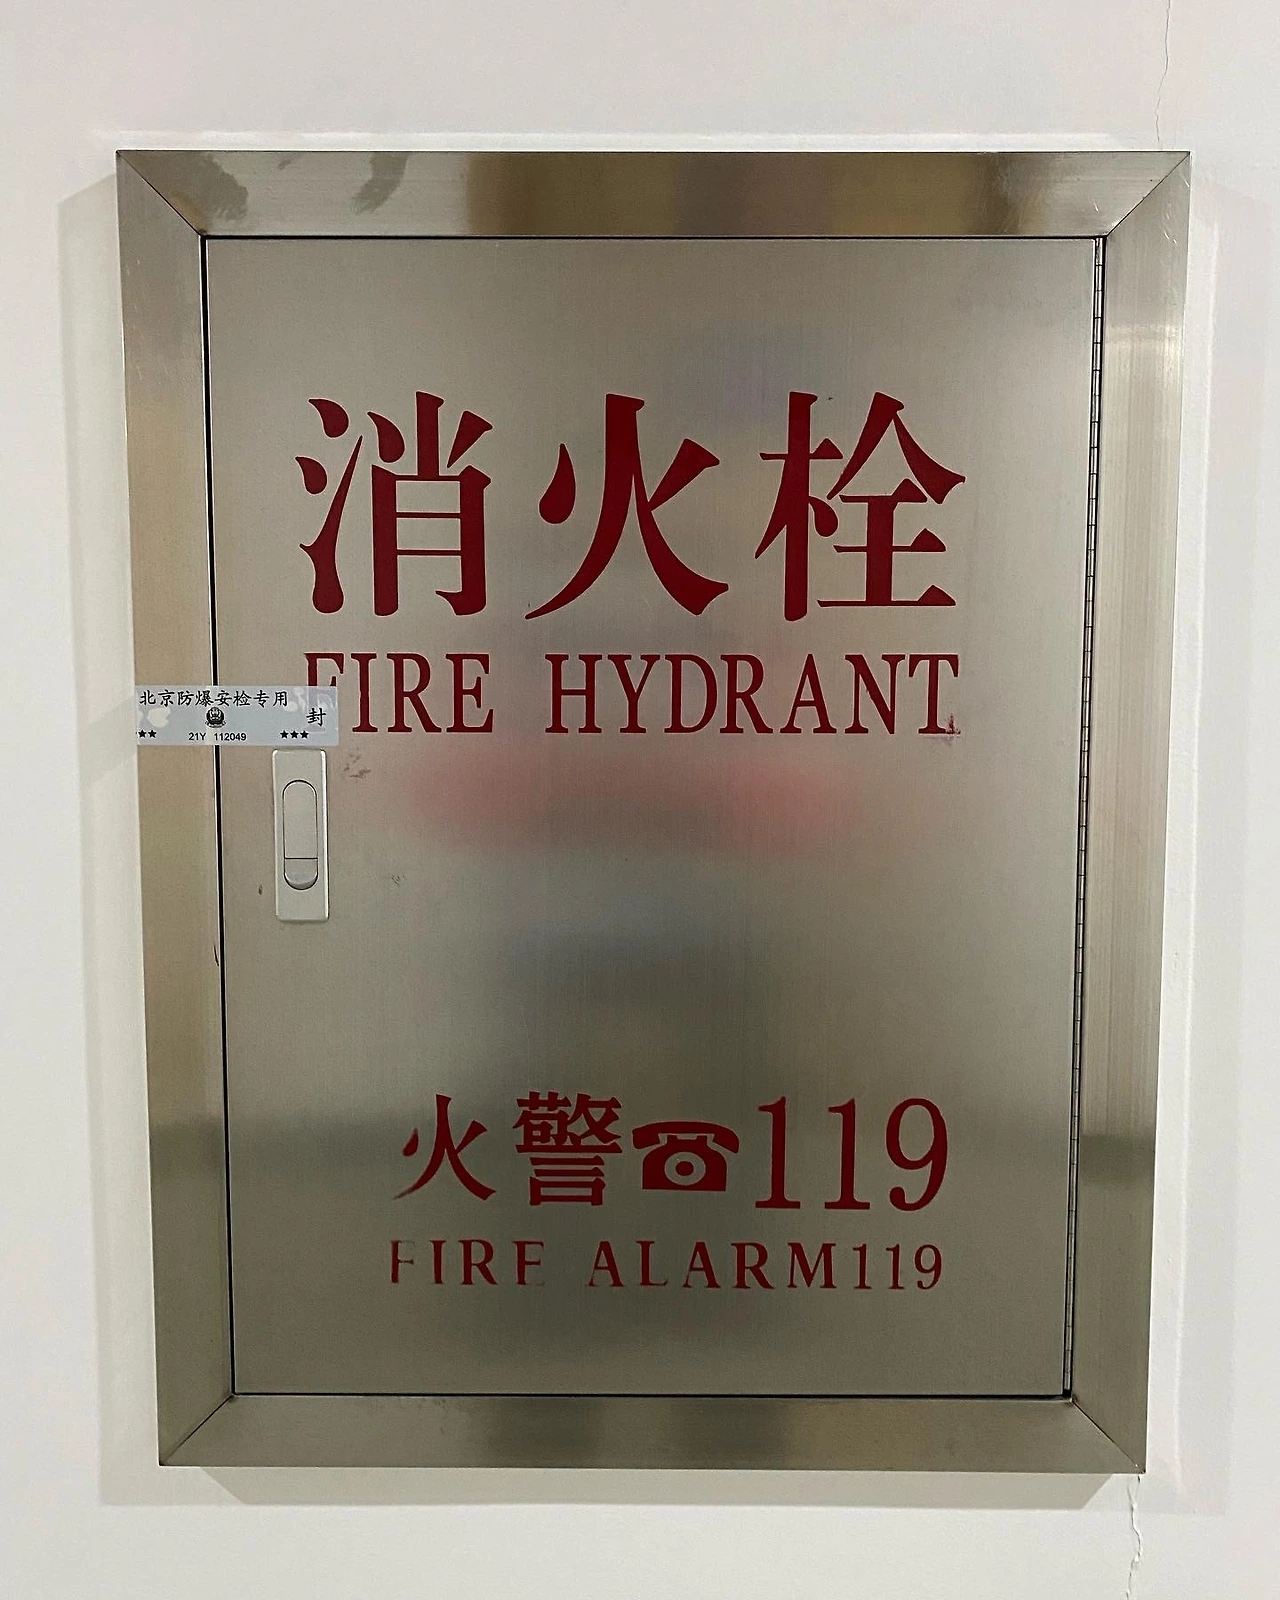 消火栓
FIRE HYDRANT
北京防爆安检专用
封
★★ 21Y 112049 ★★★
火警☎119
FIRE ALARM119